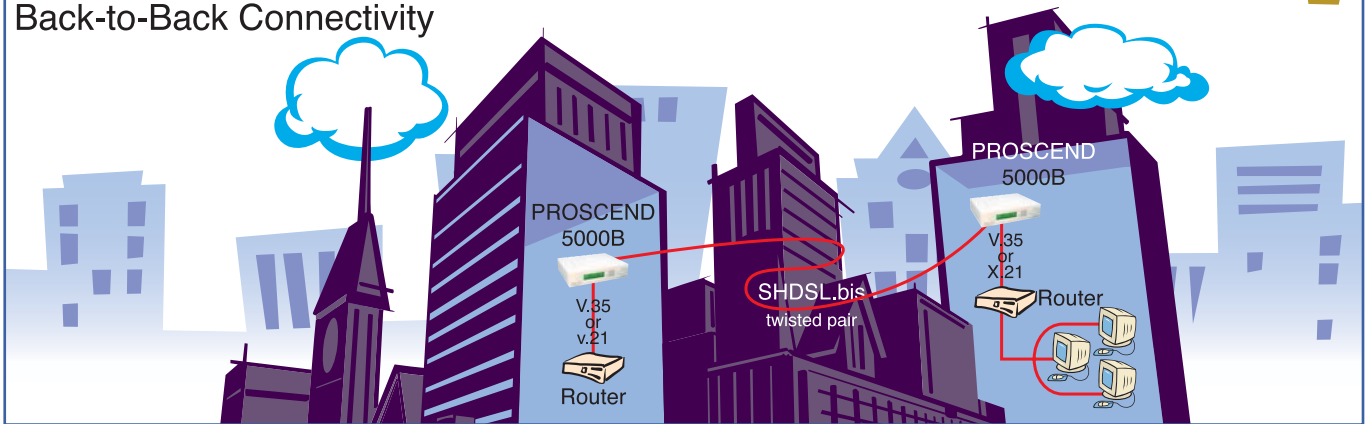 Back-to-Back Connectivity
PROSCEND
5000B
V.35
or
v.21
Router
SHDSL.bis
twisted pair
PROSCEND
5000B
V.35
or
X.21
Router